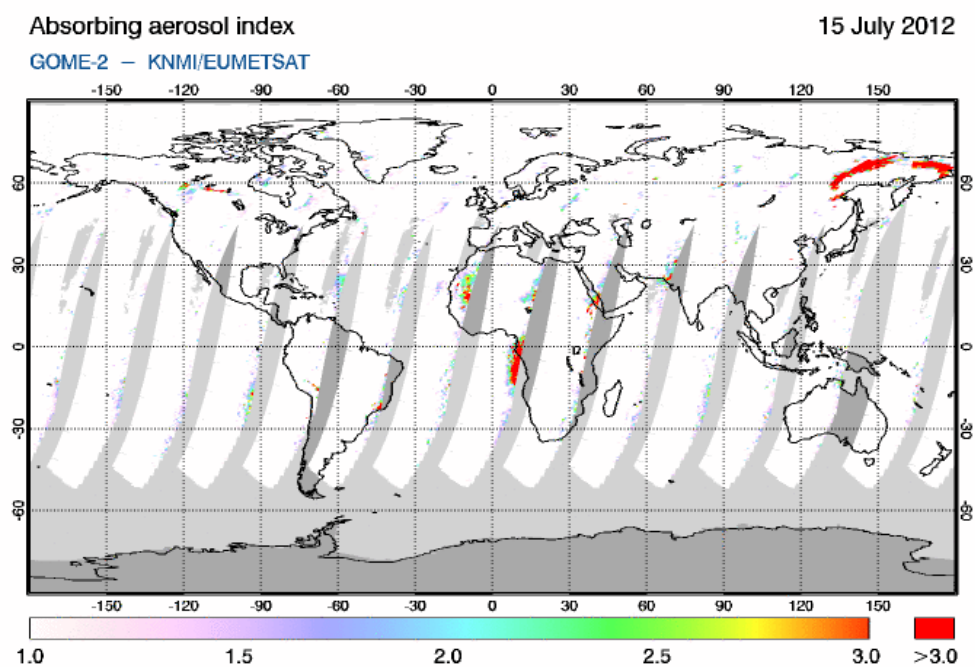 Absorbing aerosol index 15 July 2012
GOME-2 – KNMI/EUMETSAT
-150 -120 -90 -60 -30 0 30 60 90 120 150
60 60
30 30
0 0
-30 -30
-60 -60
-150 -120 -90 -60 -30 0 30 60 90 120 150
1.0 1.5 2.0 2.5 3.0 >3.0